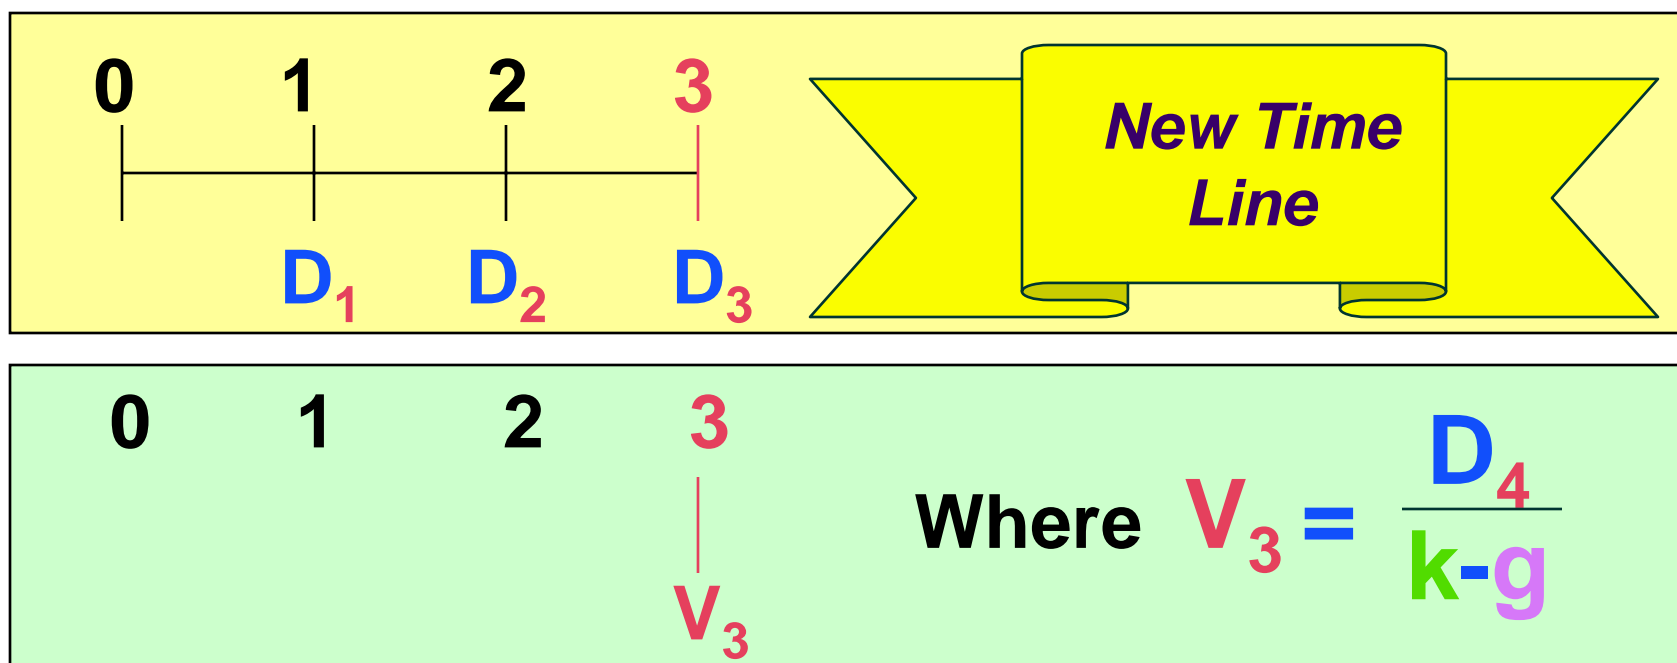 0 1 2 3
New Time
Line
D1 D2 D3
0 1 2 3
Where V3 = D4
k-g
V3